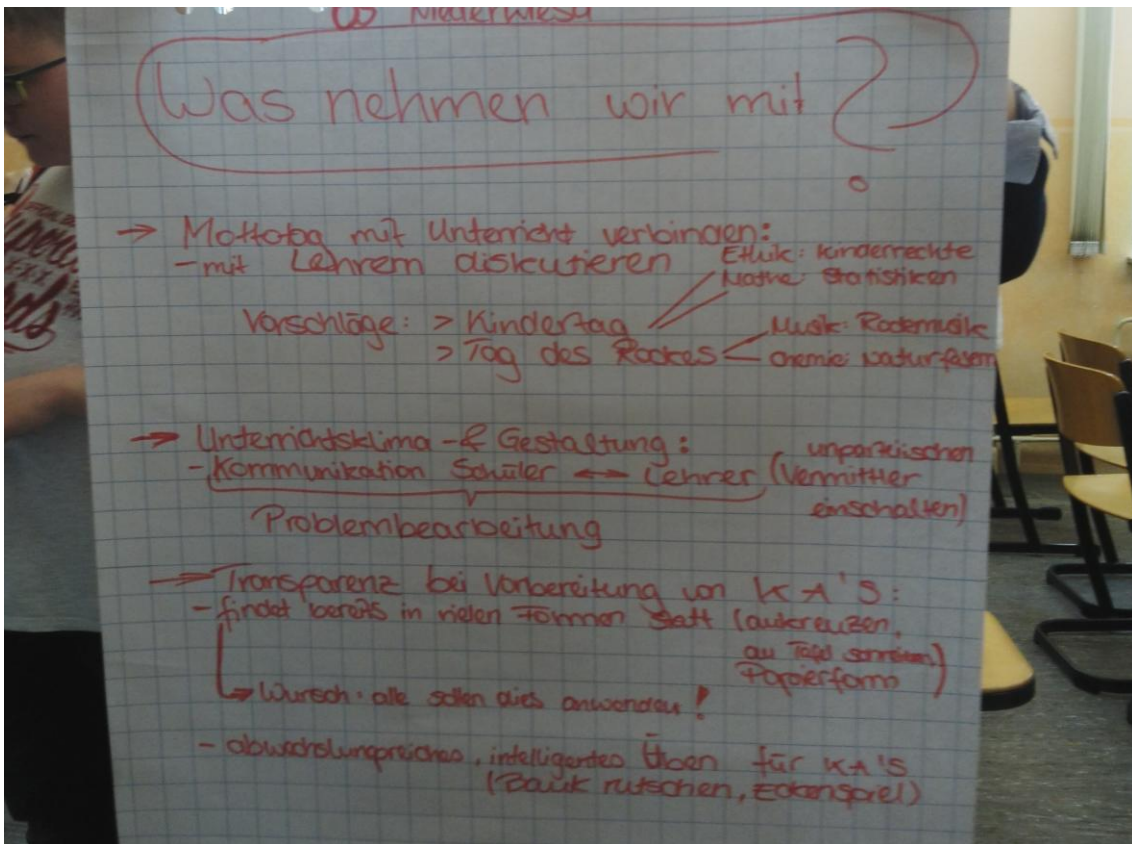 OS Niederwiesa
Was nehmen wir mit ?
→ Mottotag mit Unterricht verbinden:
- mit Lehrern diskutieren
Ethik: Kinderrechte
Mathe: Statistiken
Vorschläge: > Kindertag
> Tag des Rockes
Musik: Rockmusik
Chemie: Naturfasern
→ Unterrichtsklima - & Gestaltung:
- Kommunikation Schüler ↔ Lehrer (unparteiischen
Vermittler
einschalten)
Problembearbeitung
→ Transparenz bei Vorbereitung von KA'S:
- findet bereits in vielen Formen statt (ankreuzen,
an Tafel schreiben,
Papierform)
↳ Wunsch: alle sollen dies anwenden!
- abwechslungsreiches, intelligentes Üben für KA'S
(Bank rutschen, Eckenspiel)